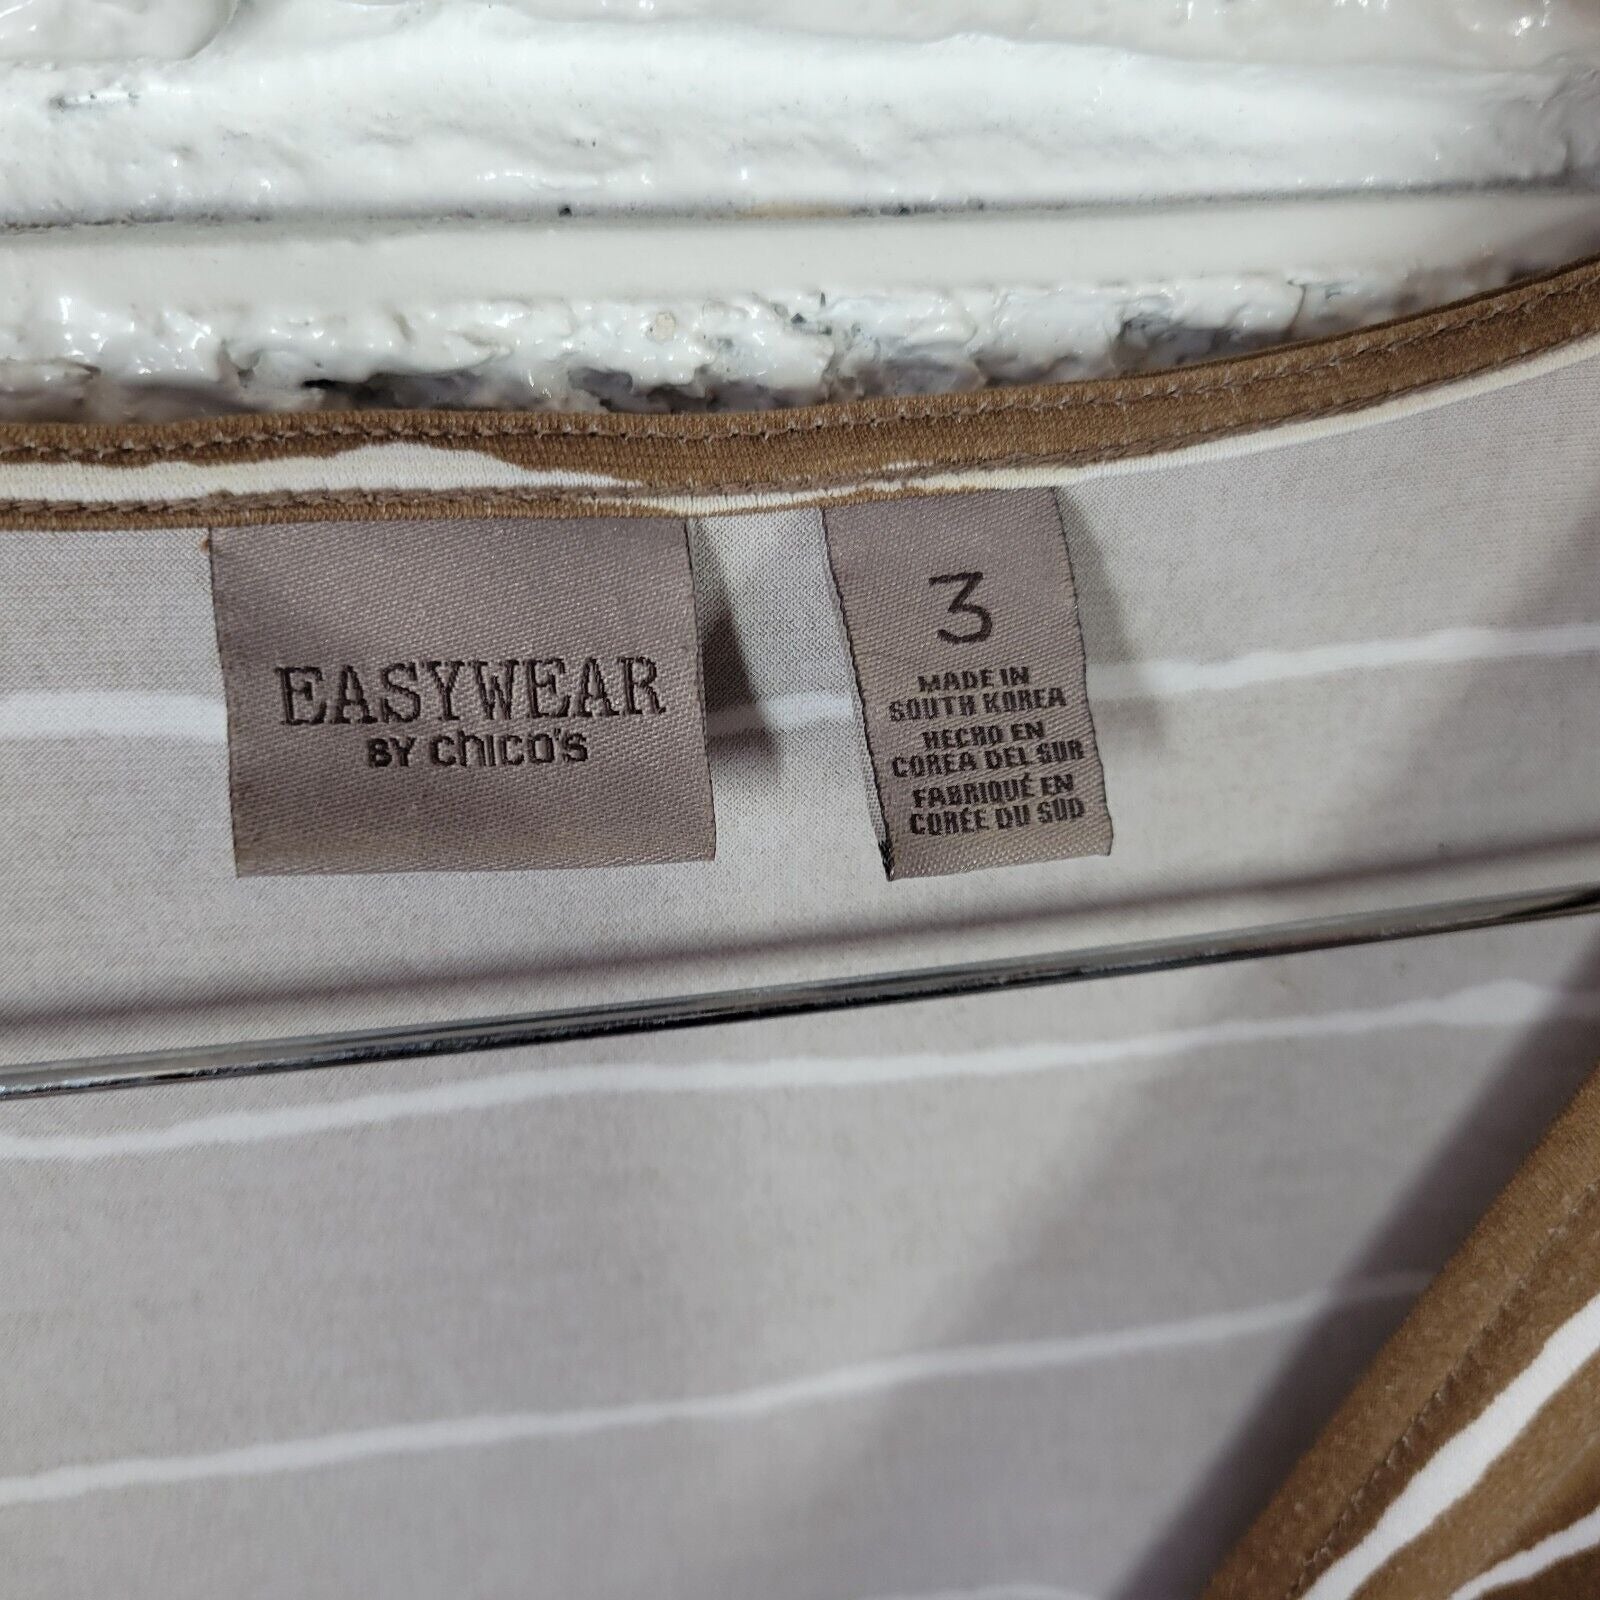 EASYWEAR
BY chico's
3
MADE IN
SOUTH KOREA
HECHO EN
COREA DEL SUR
FABRIQUÉ EN
CORÉE DU SUD